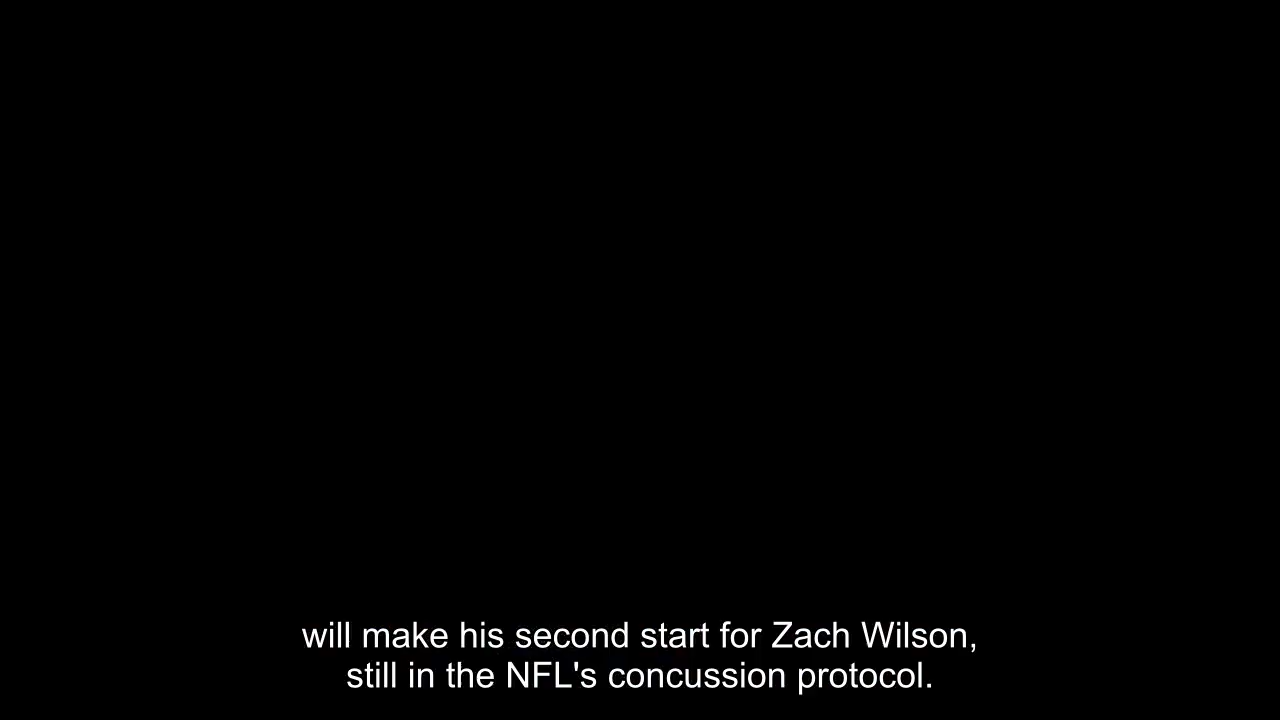 will make his second start for Zach Wilson,
still in the NFL's concussion protocol.